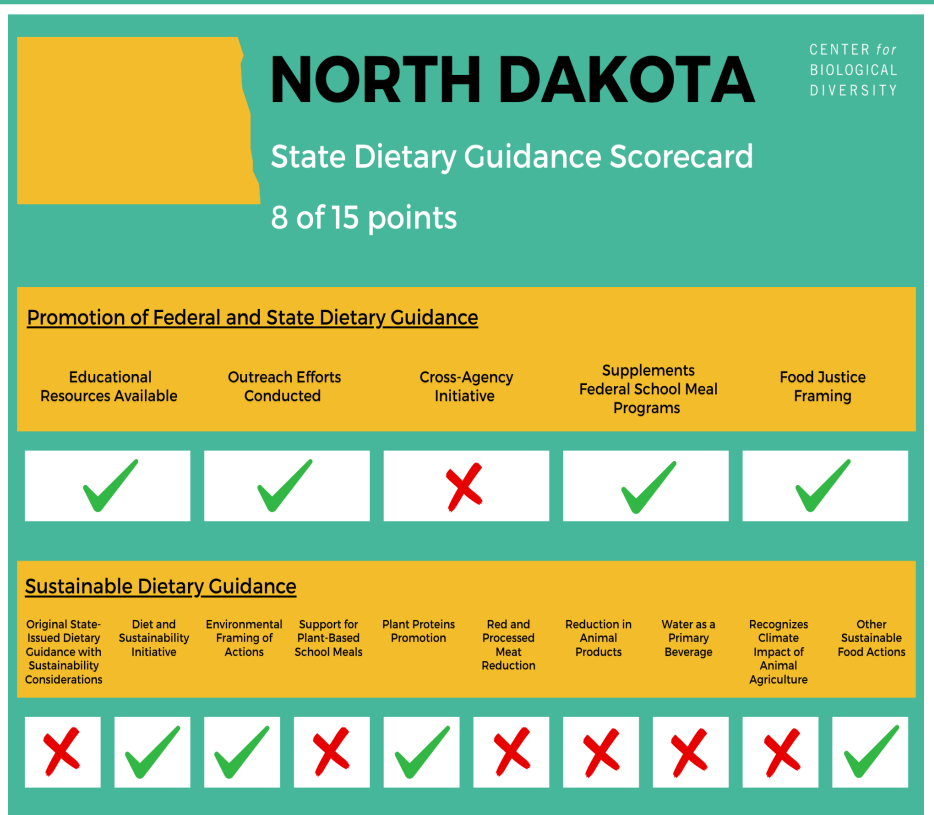 NORTH DAKOTA
CENTER for
BIOLOGICAL
DIVERSITY
State Dietary Guidance Scorecard
8 of 15 points
Promotion of Federal and State Dietary Guidance
Educational
Resources Available
Outreach Efforts
Conducted
Cross-Agency
Initiative
Supplements
Federal School Meal
Programs
Food Justice
Framing
Sustainable Dietary Guidance
Original State-
Issued Dietary
Guidance with
Sustainability
Considerations
Diet and
Sustainability
Initiative
Environmental
Framing of
Actions
Support for
Plant-Based
School Meals
Plant Proteins
Promotion
Red and
Processed
Meat
Reduction
Reduction in
Animal
Products
Water as a
Primary
Beverage
Recognizes
Climate
Impact of
Animal
Agriculture
Other
Sustainable
Food Actions